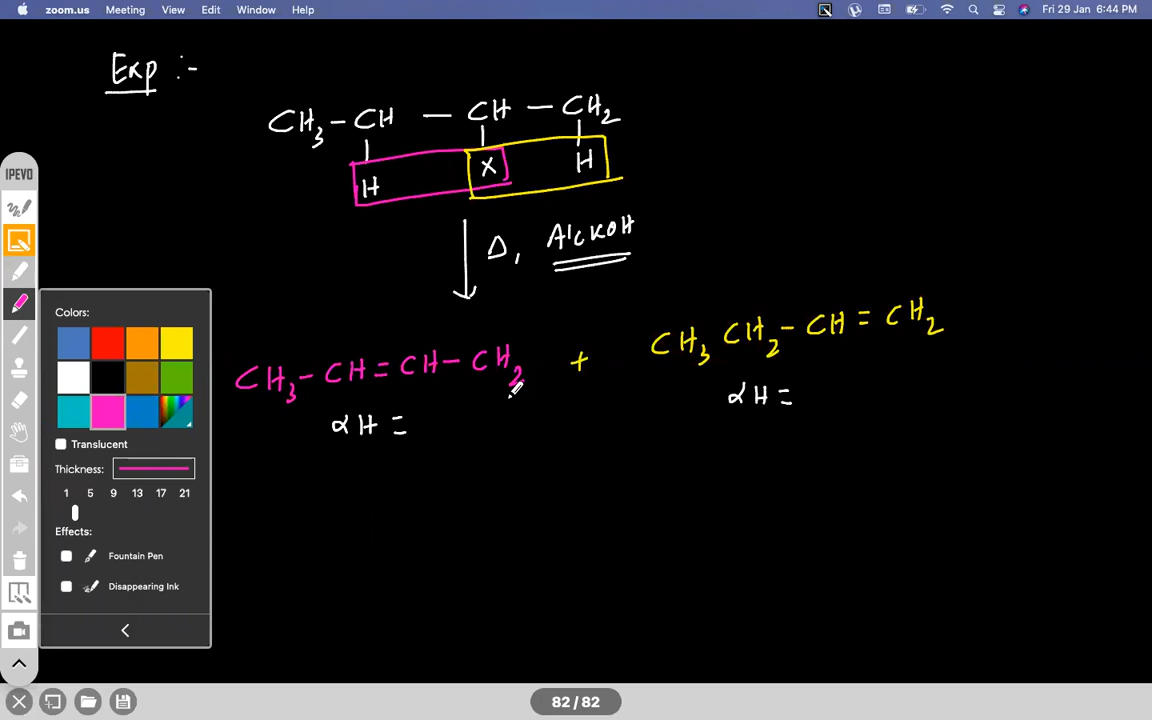 zoom.us Meeting View Edit Window Help Fri 29 Jan 6:44 PM
Exp :-
CH3 - CH - CH - CH2
H X H
Δ, Alc KOH
CH3 - CH = CH - CH2 + CH3 CH2 - CH = CH2
αH = αH =
IPEVO
Colors:
Translucent
Thickness:
1 5 9 13 17 21
Effects:
Fountain Pen
Disappearing Ink
82 / 82